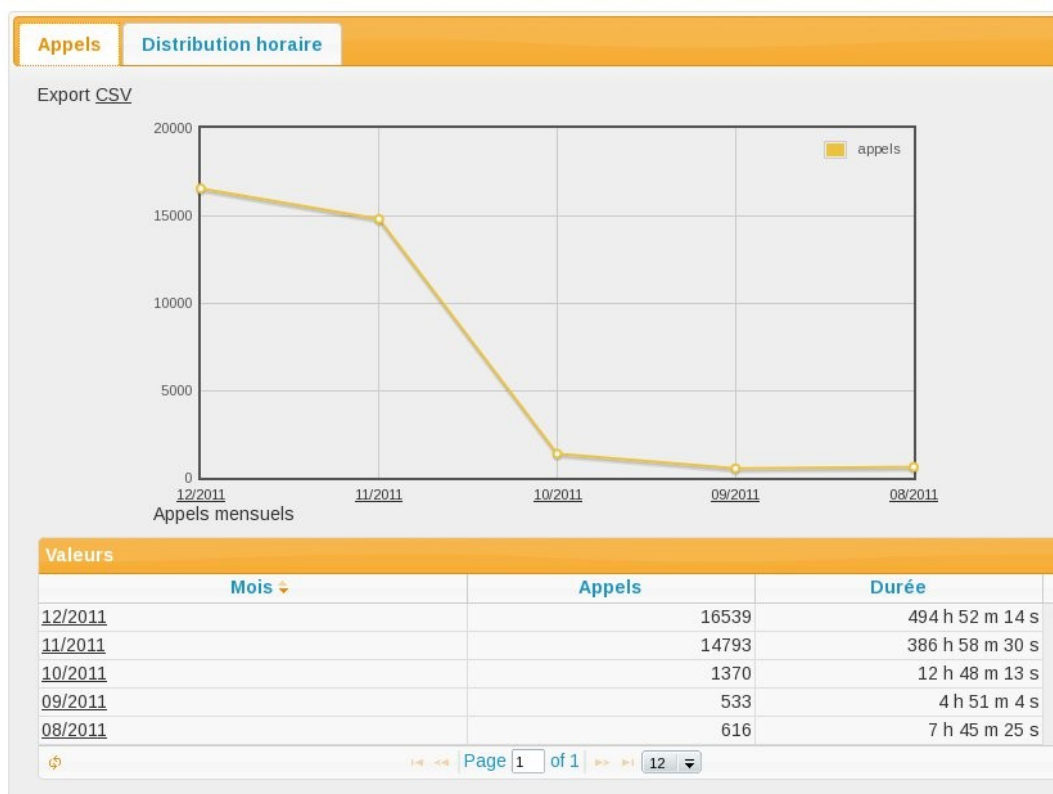 Appels Distribution horaire
Export CSV
20000
appels
15000
10000
5000
0
12/2011 11/2011 10/2011 09/2011 08/2011
Appels mensuels
Valeurs
Mois Appels Durée
12/2011 16539 494 h 52 m 14 s
11/2011 14793 386 h 58 m 30 s
10/2011 1370 12 h 48 m 13 s
09/2011 533 4 h 51 m 4 s
08/2011 616 7 h 45 m 25 s
Page 1 of 1 12